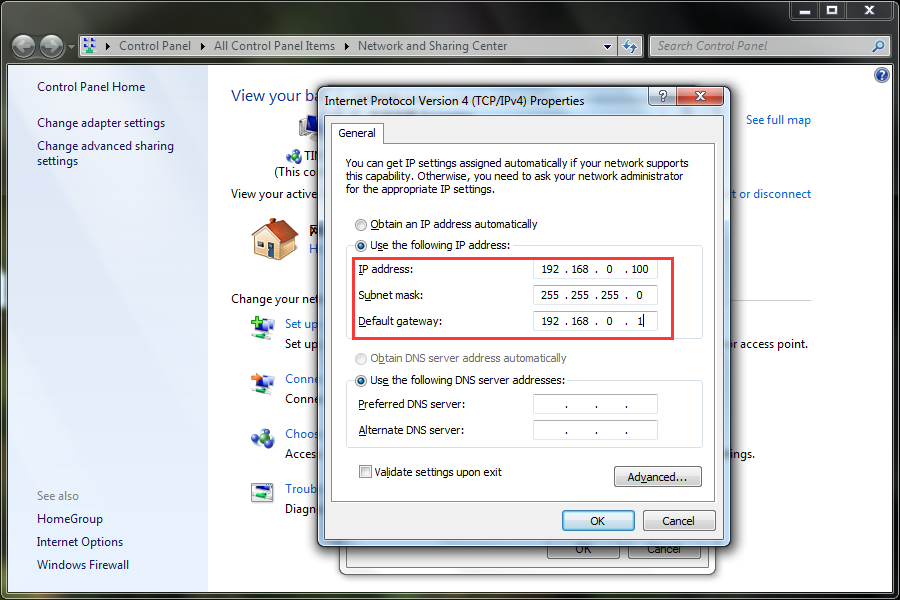 Control Panel
All Control Panel Items
Network and Sharing Center
Search Control Panel
Control Panel Home
Change adapter settings
Change advanced sharing
settings
See also
HomeGroup
Internet Options
Windows Firewall
View your ba
See full map
TIN
(This co
View your active
t or disconnect
网
H
Change your net
Set up
Set up
r access point.
Conne
Conne
Choos
Access
ngs.
Troub
Diagn
Internet Protocol Version 4 (TCP/IPv4) Properties
General
You can get IP settings assigned automatically if your network supports
this capability. Otherwise, you need to ask your network administrator
for the appropriate IP settings.
Obtain an IP address automatically
Use the following IP address:
IP address: 192 . 168 . 0 . 100
Subnet mask: 255 . 255 . 255 . 0
Default gateway: 192 . 168 . 0 . 1
Obtain DNS server address automatically
Use the following DNS server addresses:
Preferred DNS server: . . .
Alternate DNS server: . . .
Validate settings upon exit
Advanced...
OK
Cancel
OK
Cancel